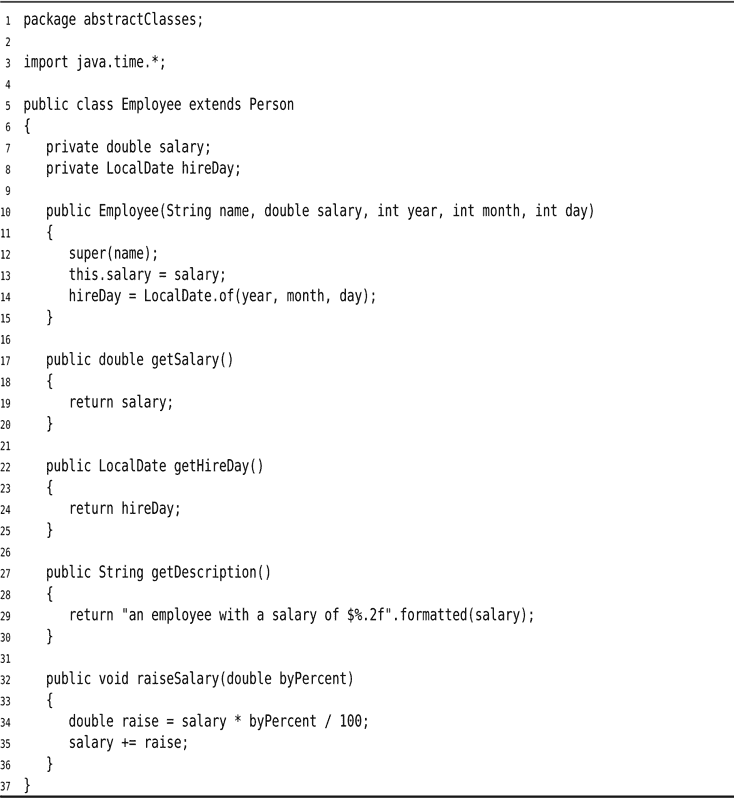 1 package abstractClasses;
2
3 import java.time.*;
4
5 public class Employee extends Person
6 {
7    private double salary;
8    private LocalDate hireDay;
9
10    public Employee(String name, double salary, int year, int month, int day)
11    {
12       super(name);
13       this.salary = salary;
14       hireDay = LocalDate.of(year, month, day);
15    }
16
17    public double getSalary()
18    {
19       return salary;
20    }
21
22    public LocalDate getHireDay()
23    {
24       return hireDay;
25    }
26
27    public String getDescription()
28    {
29       return "an employee with a salary of $%.2f".formatted(salary);
30    }
31
32    public void raiseSalary(double byPercent)
33    {
34       double raise = salary * byPercent / 100;
35       salary += raise;
36    }
37 }